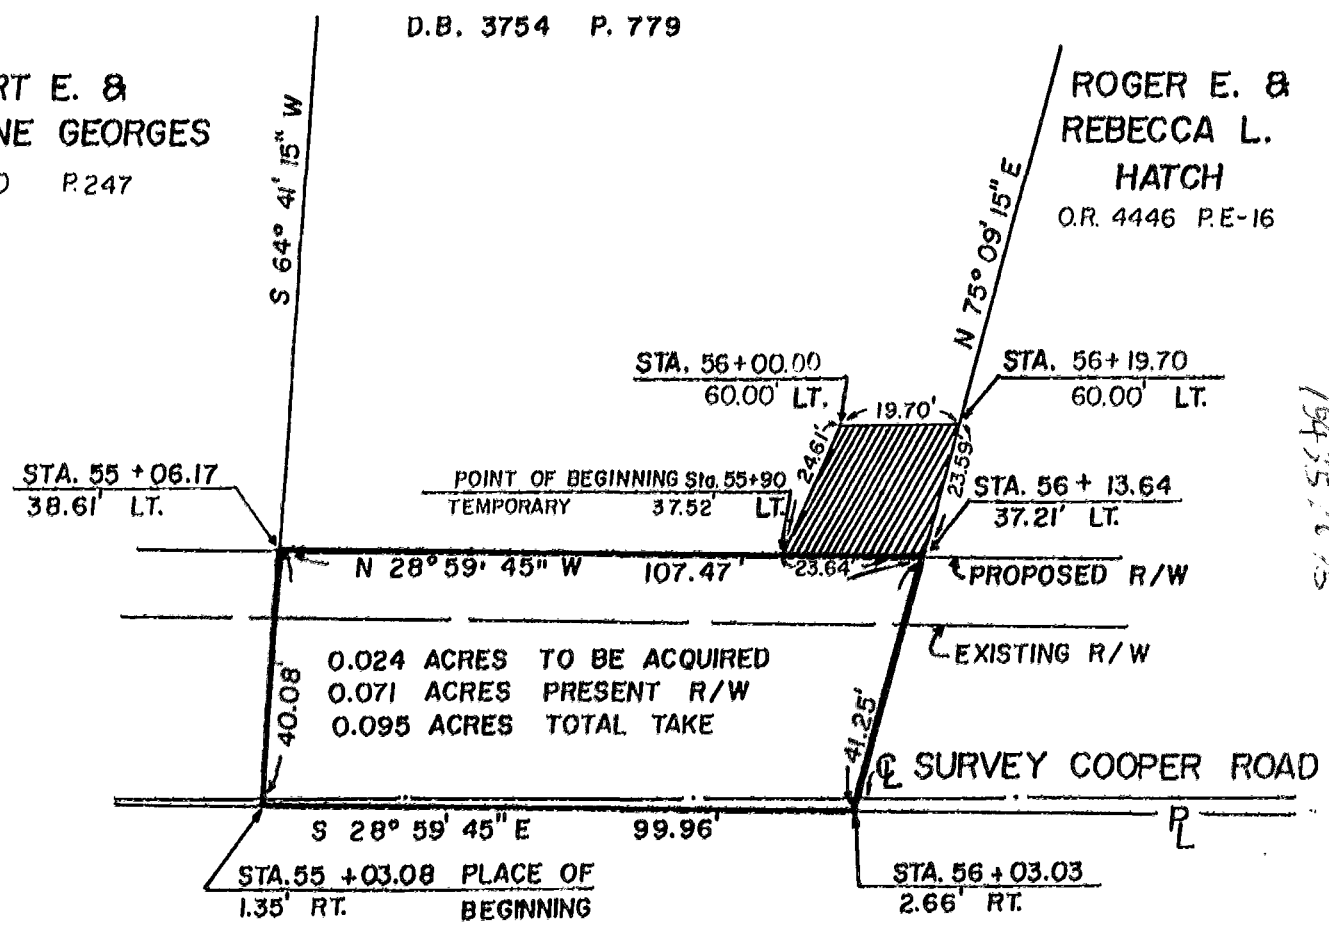 D.B. 3754 P. 779
RT E. &
NE GEORGES
P. 247
ROGER E. &
REBECCA L.
HATCH
O.R. 4446 P.E-16
S 64° 41' 15" W
N 75° 09' 15" E
STA. 56+00.00
60.00' LT.
STA. 56+19.70
60.00' LT.
19.70'
24.61'
23.59'
STA. 55 +06.17
38.61' LT.
POINT OF BEGINNING Sta. 55+90
TEMPORARY 37.52' LT.
STA. 56 + 13.64
37.21' LT.
N 28° 59' 45" W 107.47'
23.64'
PROPOSED R/W
EXISTING R/W
0.024 ACRES TO BE ACQUIRED
0.071 ACRES PRESENT R/W
0.095 ACRES TOTAL TAKE
40.08'
41.25'
℄ SURVEY COOPER ROAD
S 28° 59' 45" E 99.96'
PL
STA. 55 +03.08 PLACE OF
1.35' RT. BEGINNING
STA. 56 + 03.03
2.66' RT.